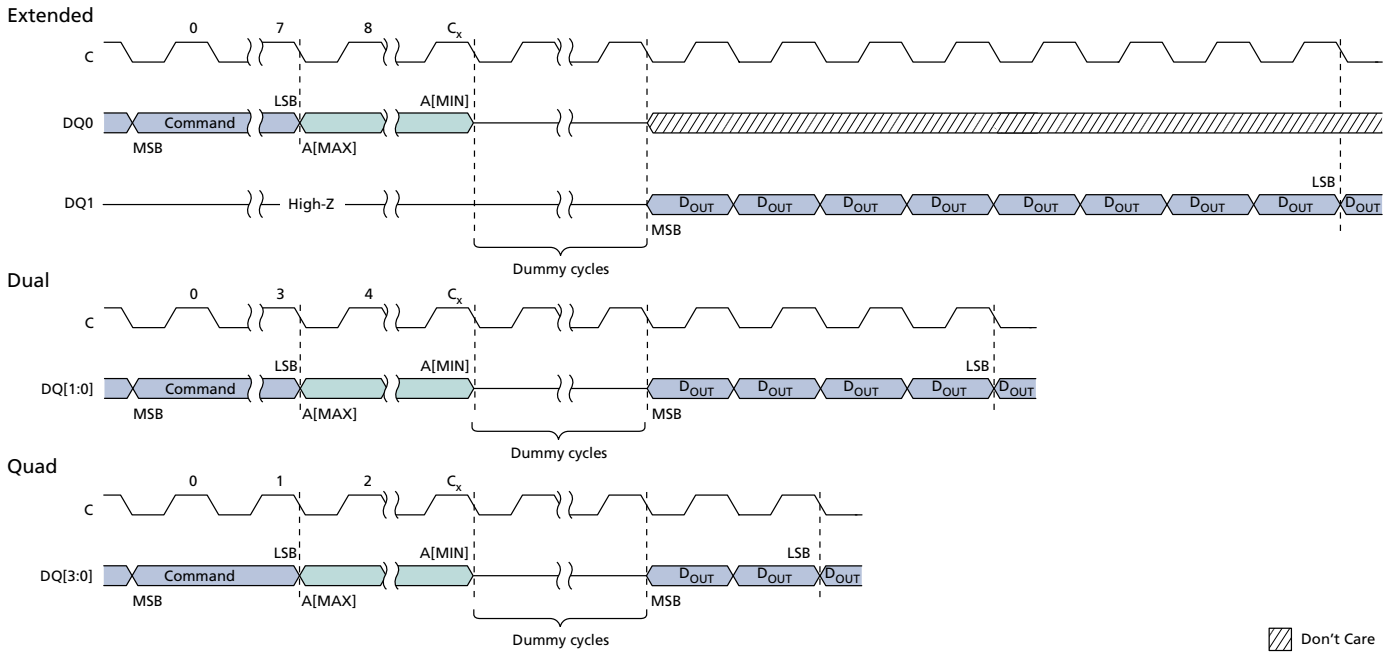 Extended
0 7 8 Cx
C
LSB A[MIN]
DQ0 Command
MSB A[MAX]
LSB
DQ1 High-Z DOUT DOUT DOUT DOUT DOUT DOUT DOUT DOUT DOUT
MSB
Dummy cycles
Dual
0 3 4 Cx
C
LSB A[MIN] LSB
DQ[1:0] Command DOUT DOUT DOUT DOUT DOUT
MSB A[MAX] MSB
Dummy cycles
Quad
0 1 2 Cx
C
LSB A[MIN] LSB
DQ[3:0] Command DOUT DOUT DOUT
MSB A[MAX] MSB
Dummy cycles
Don't Care